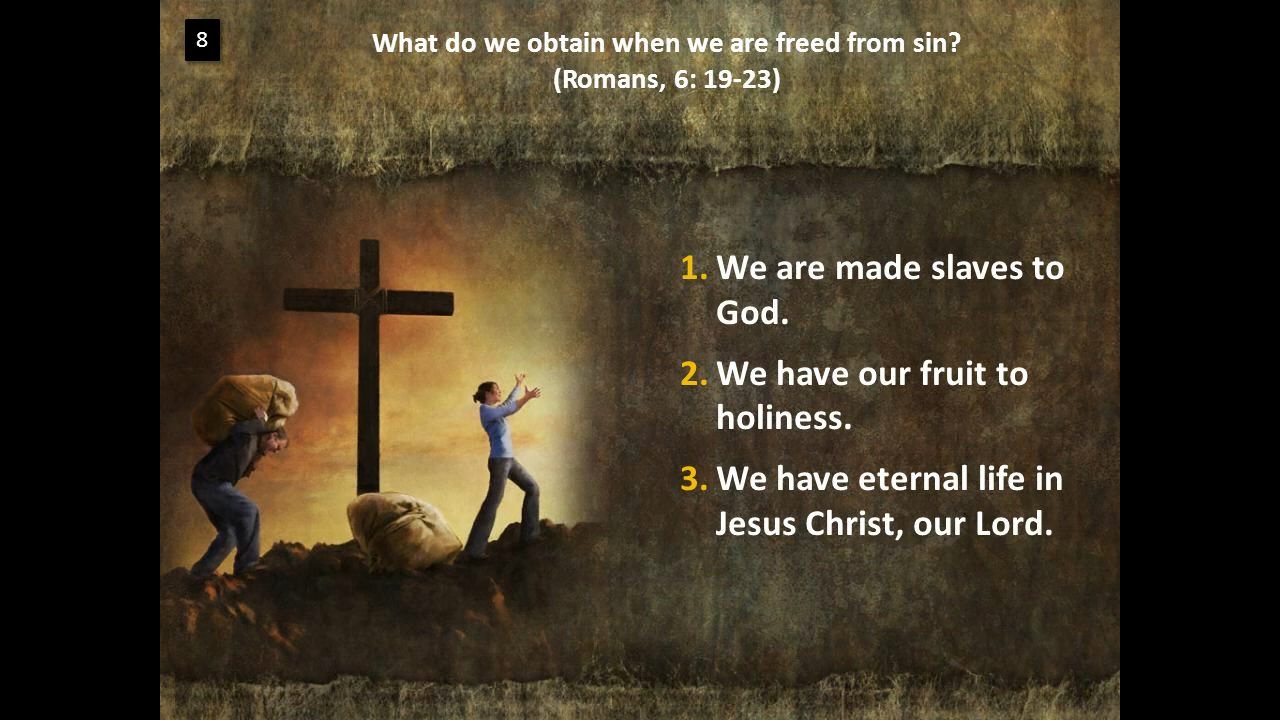 8
What do we obtain when we are freed from sin?
(Romans, 6: 19-23)
1. We are made slaves to
God.
2. We have our fruit to
holiness.
3. We have eternal life in
Jesus Christ, our Lord.